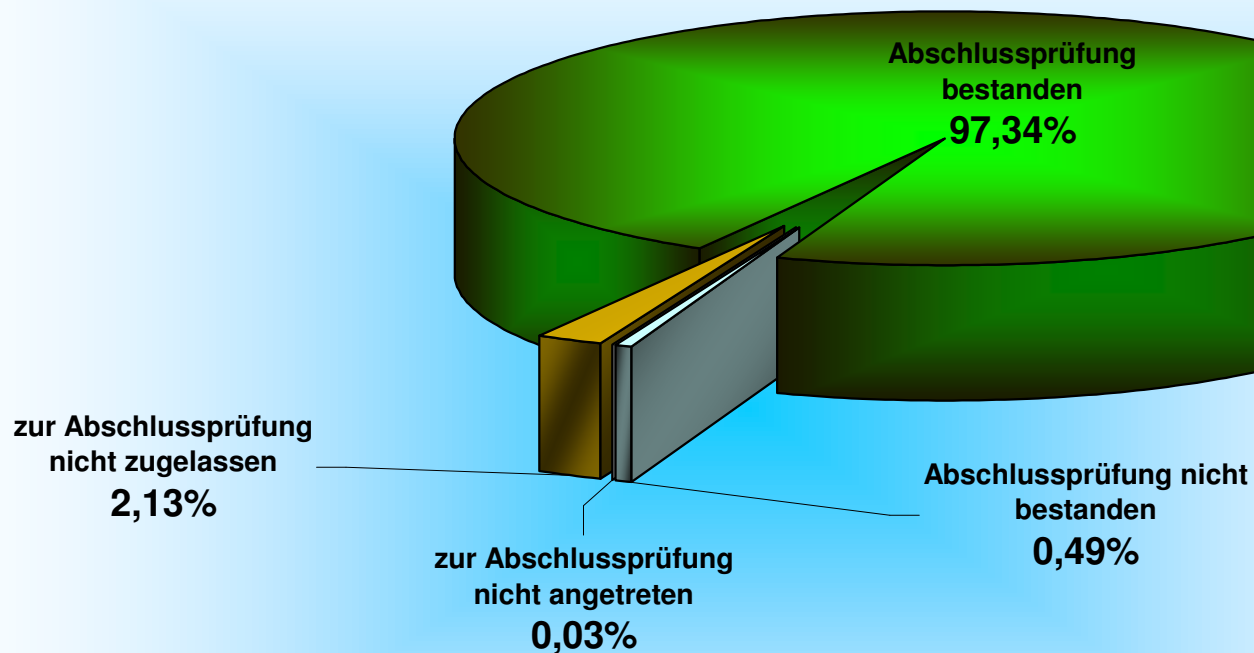 Abschlussprüfung
bestanden
97,34%
zur Abschlussprüfung
nicht zugelassen
2,13%
zur Abschlussprüfung
nicht angetreten
0,03%
Abschlussprüfung nicht
bestanden
0,49%